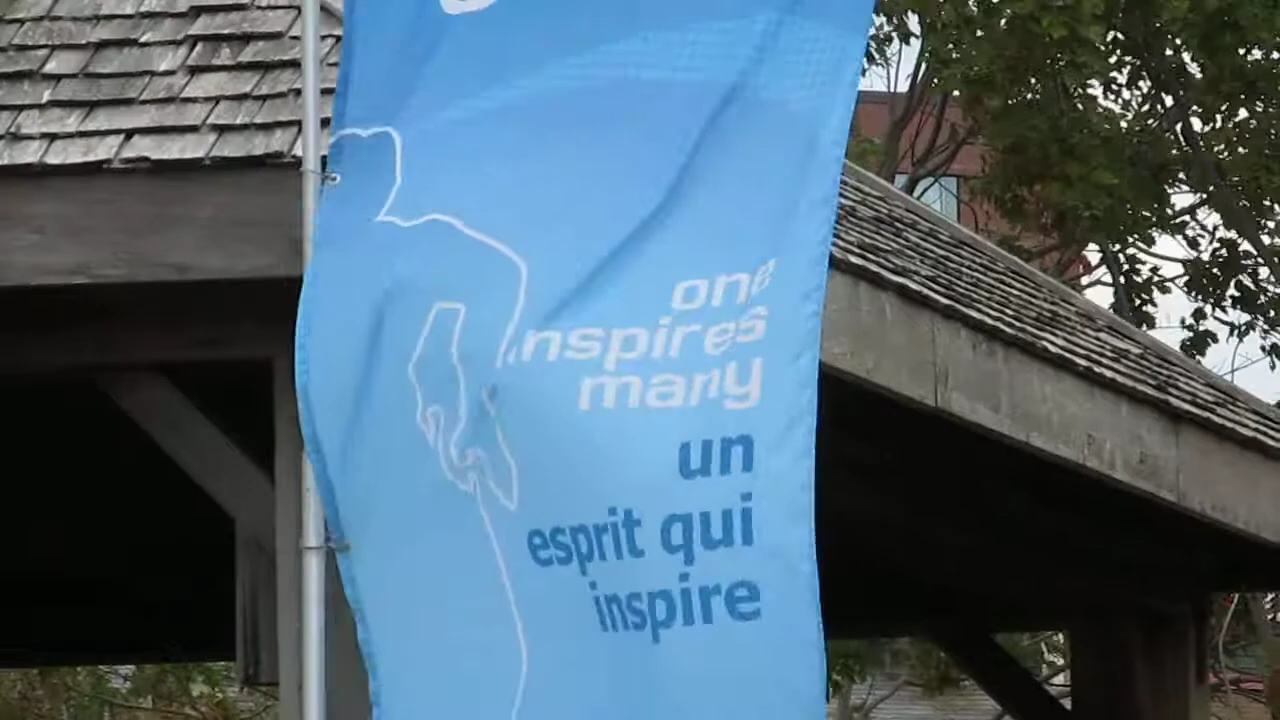 one
inspires
many
un
esprit qui
inspire